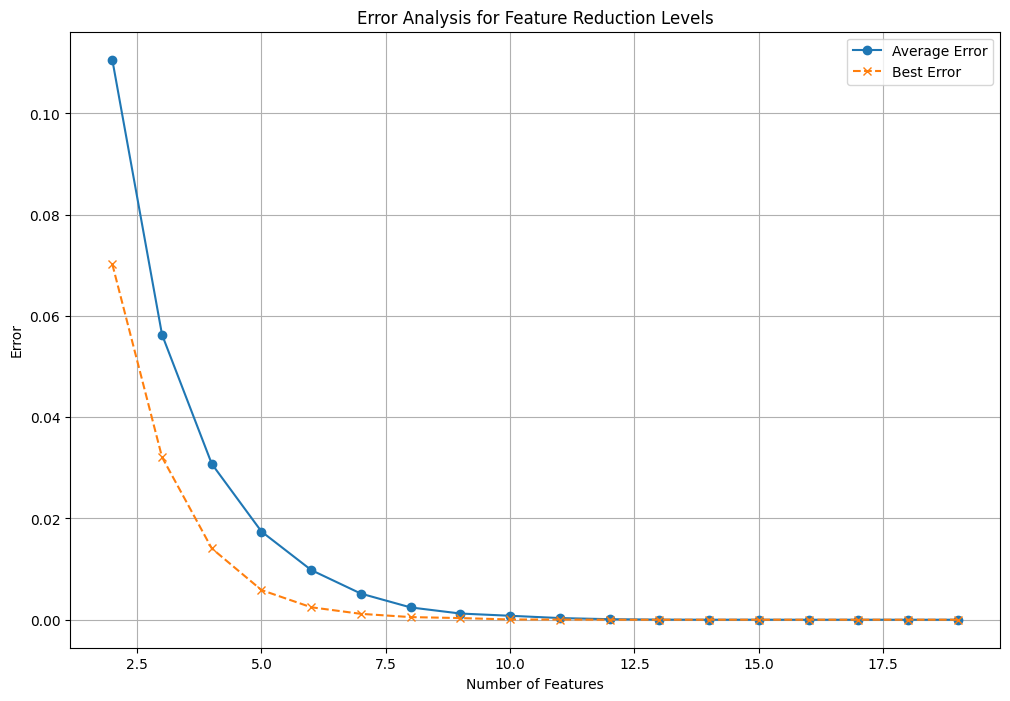 Error Analysis for Feature Reduction Levels
Average Error
Best Error
0.10
0.08
0.06
0.04
0.02
0.00
Error
2.5 5.0 7.5 10.0 12.5 15.0 17.5
Number of Features